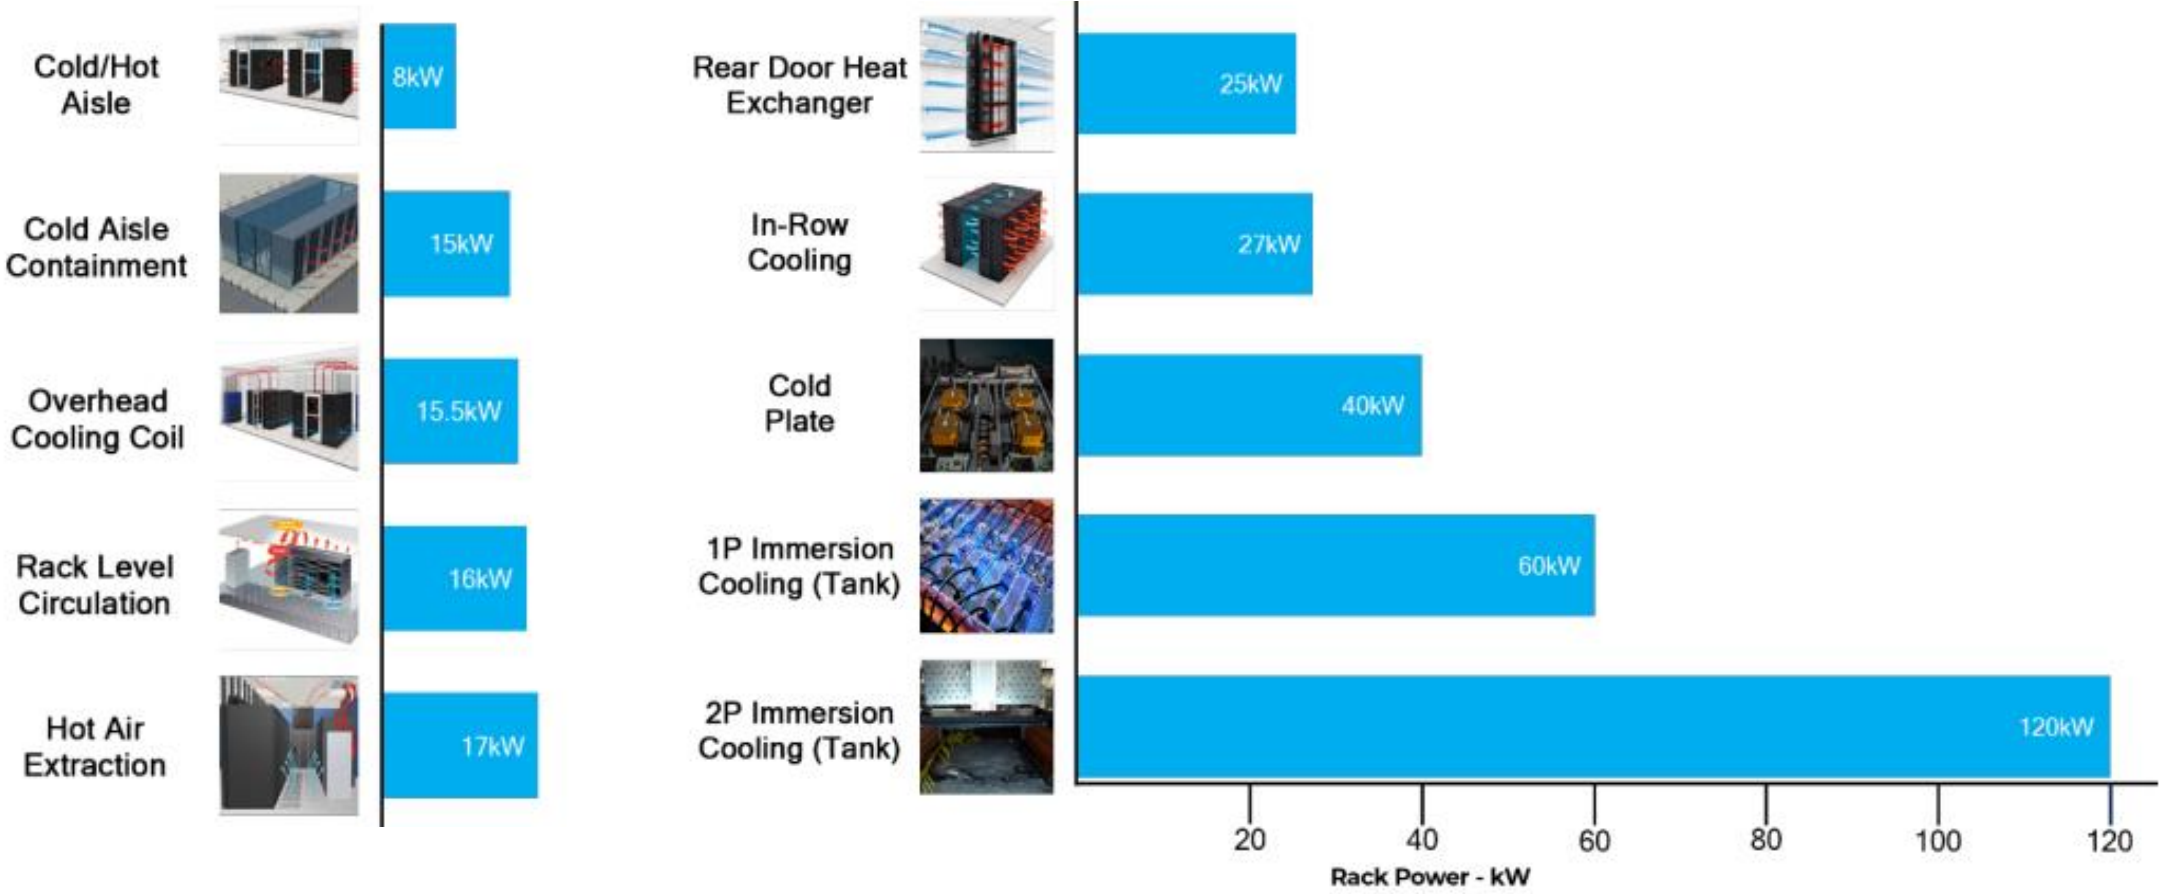 Cold/Hot
Aisle
8kW
Cold Aisle
Containment
15kW
Overhead
Cooling Coil
15.5kW
Rack Level
Circulation
16kW
Hot Air
Extraction
17kW
Rear Door Heat
Exchanger
25kW
In-Row
Cooling
27kW
Cold
Plate
40kW
1P Immersion
Cooling (Tank)
60kW
2P Immersion
Cooling (Tank)
120kW
20 40 60 80 100 120
Rack Power - kW